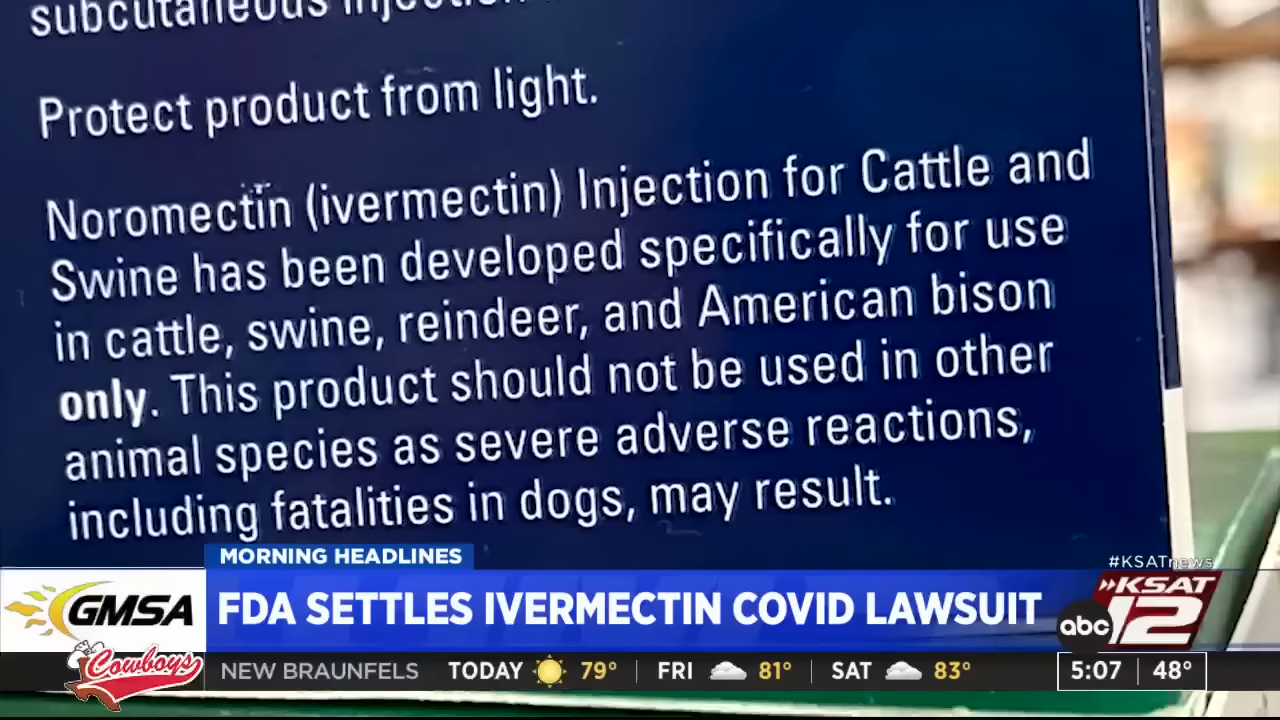 subcutaneous injection
Protect product from light.
Noromectin (ivermectin) Injection for Cattle and
Swine has been developed specifically for use
in cattle, swine, reindeer, and American bison
only. This product should not be used in other
animal species as severe adverse reactions,
including fatalities in dogs, may result.
MORNING HEADLINES
#KSATnews
GMSA
FDA SETTLES IVERMECTIN COVID LAWSUIT
KSAT
abc 12
Cowboys
NEW BRAUNFELS TODAY 79° FRI 81° SAT 83° 5:07 48°